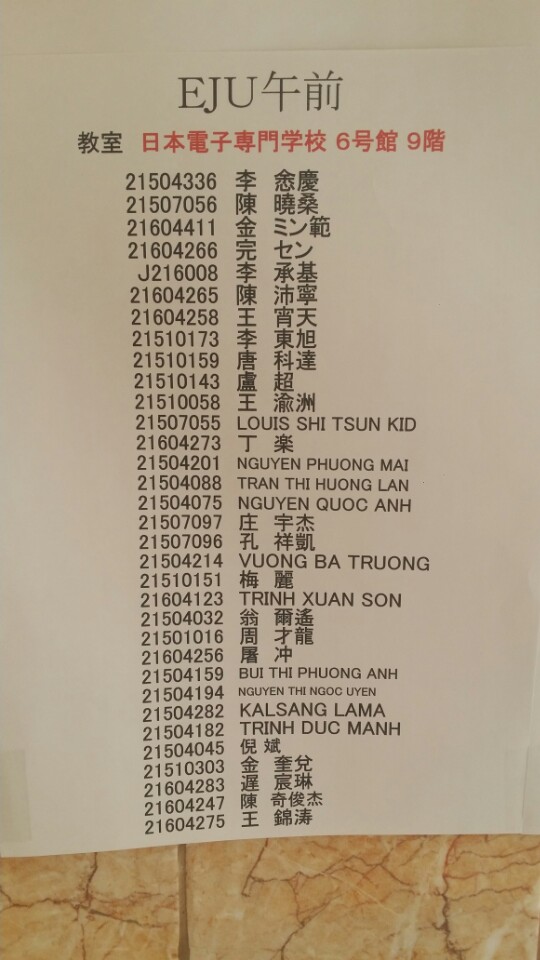 EJU午前
教室 日本電子専門学校 6号館 9階
21504336 李 悆慶
21507056 陳 曉桑
21604411 金 ミン範
21604266 完 セン
J216008 李 承基
21604265 陳 沛寧
21604258 王 宵天
21510173 李 東旭
21510159 唐 科達
21510143 盧 超
21510058 王 渝洲
21507055 LOUIS SHI TSUN KID
21604273 丁 楽
21504201 NGUYEN PHUONG MAI
21504088 TRAN THI HUONG LAN
21504075 NGUYEN QUOC ANH
21507097 庄 宇杰
21507096 孔 祥凱
21504214 VUONG BA TRUONG
21510151 梅 麗
21604123 TRINH XUAN SON
21504032 翁 爾遙
21501016 周 才龍
21604256 屠 冲
21504159 BUI THI PHUONG ANH
21504194 NGUYEN THI NGOC UYEN
21504282 KALSANG LAMA
21504182 TRINH DUC MANH
21504045 倪 斌
21510303 金 奎兌
21604283 遅 宸琳
21604247 陳 奇俊杰
21604275 王 錦涛